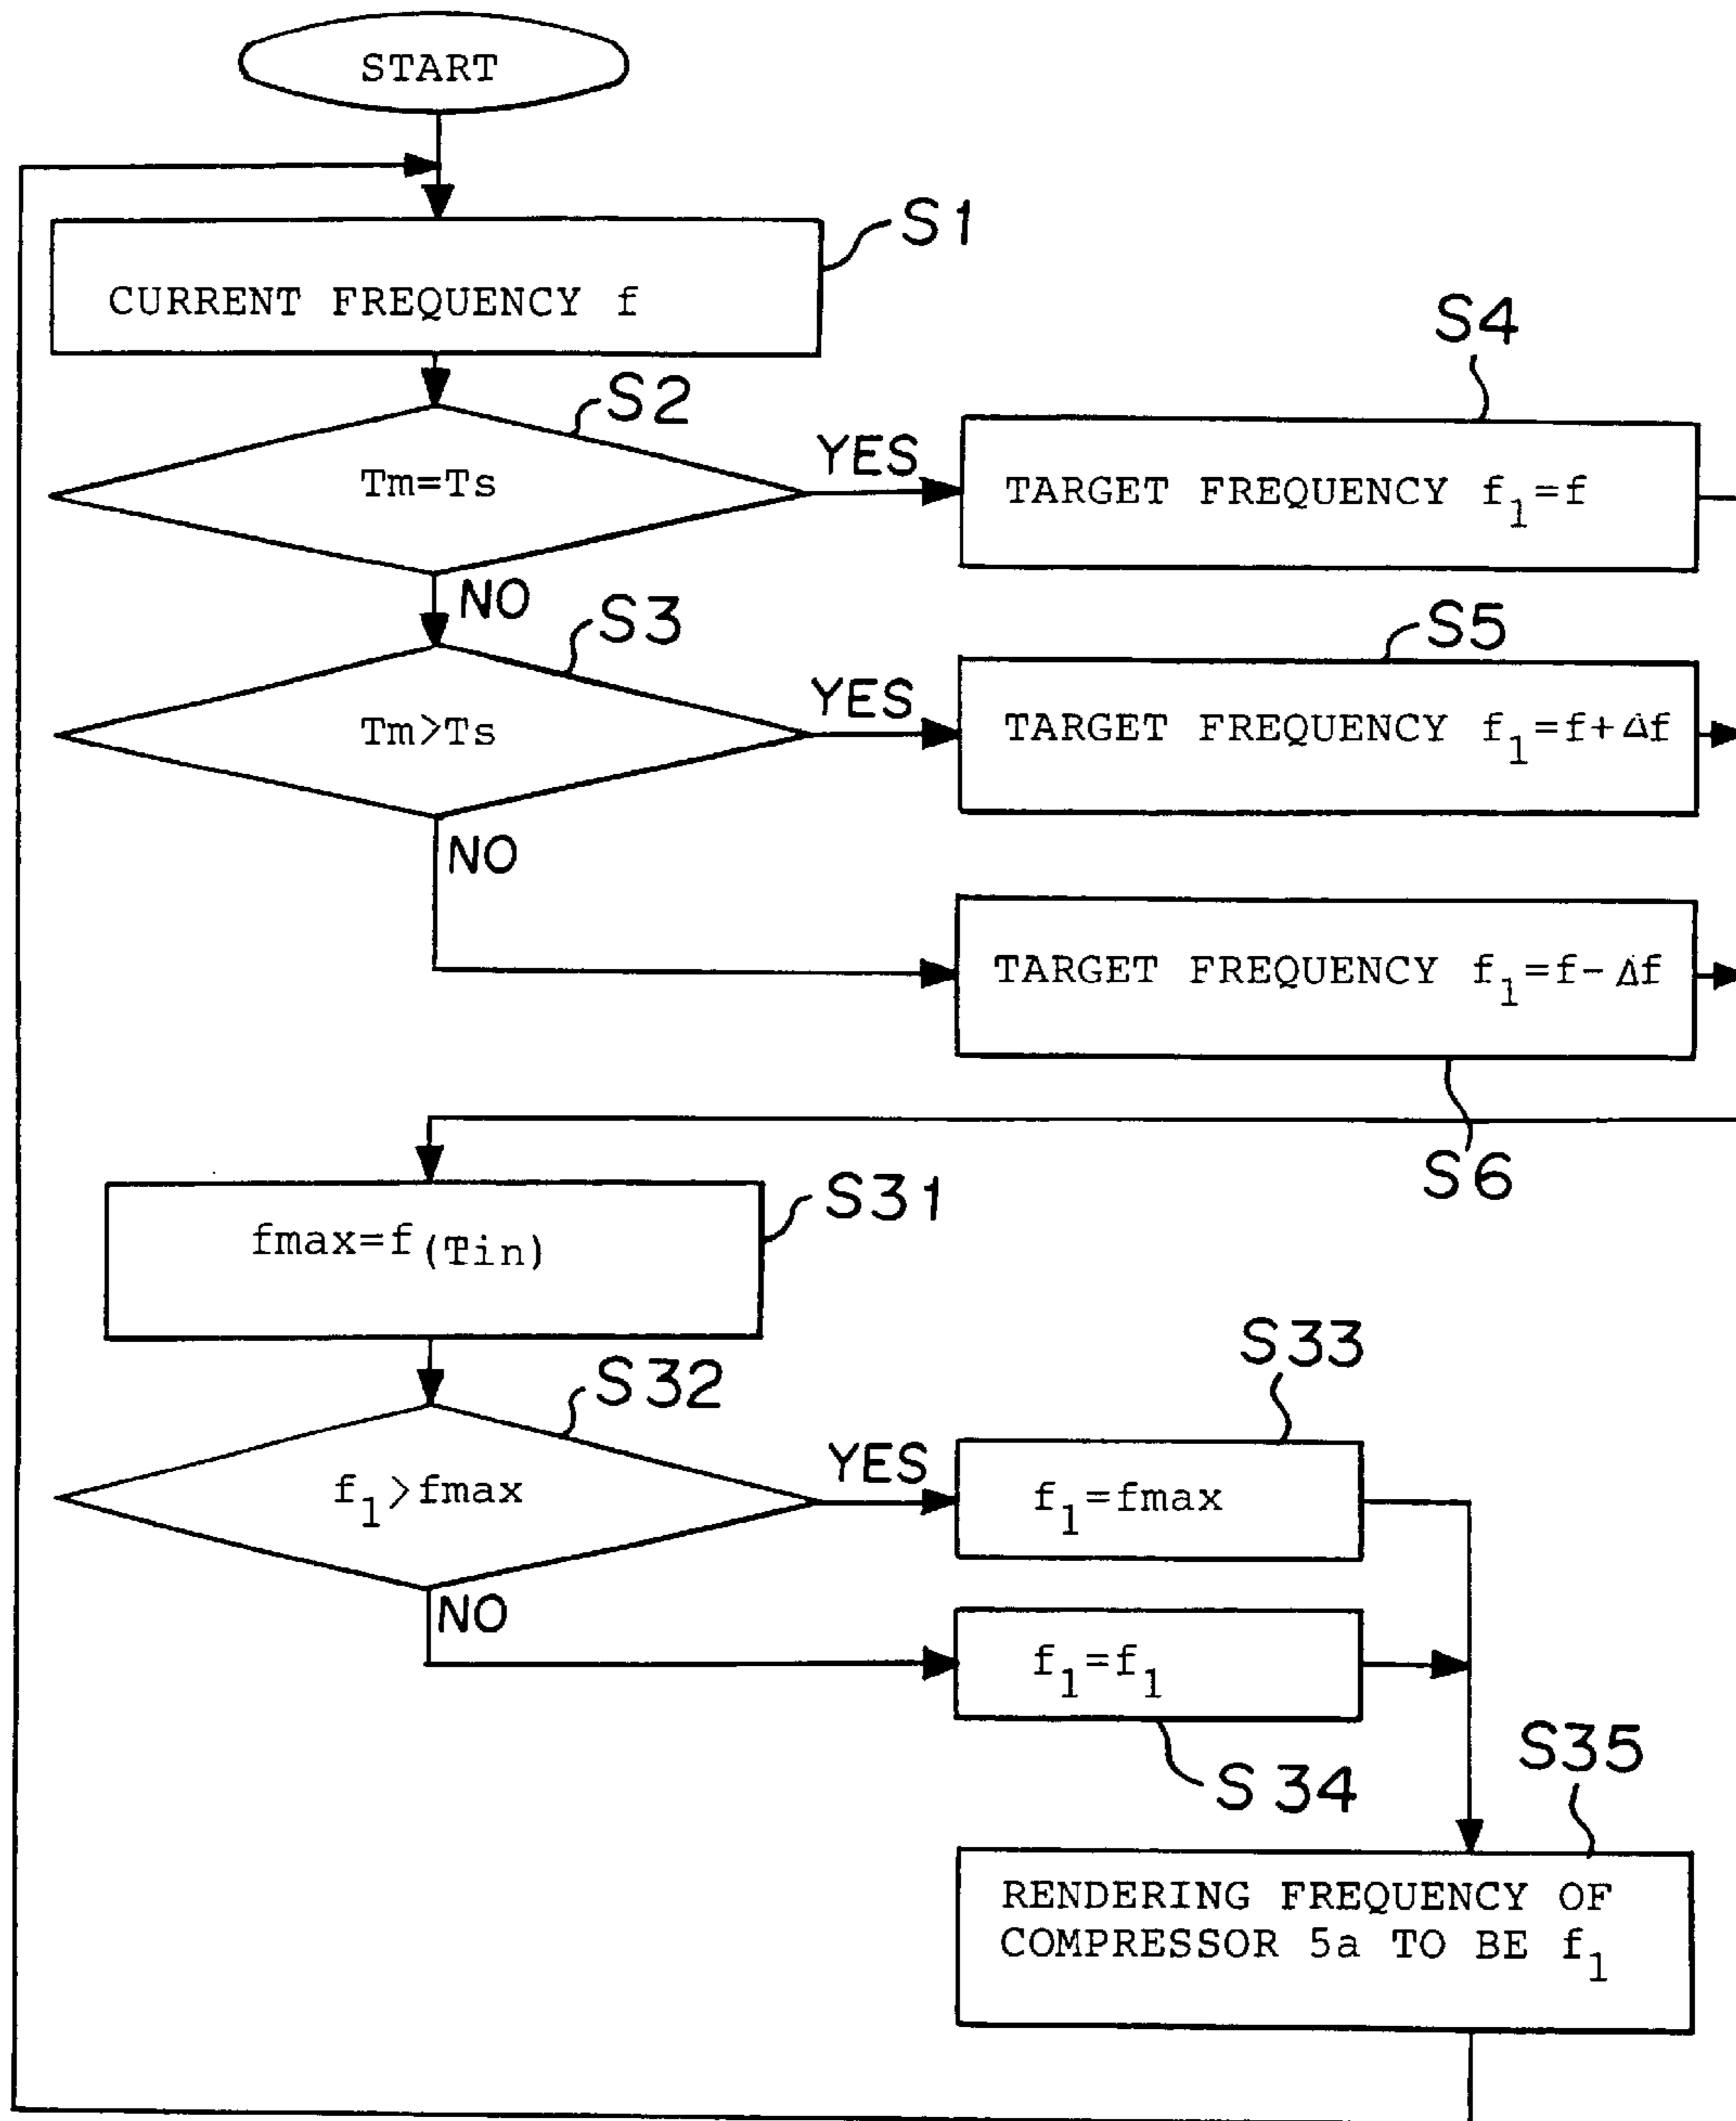 START
S1
CURRENT FREQUENCY f
S2
Tm=Ts
YES
NO
S4
TARGET FREQUENCY f₁=f
S3
Tm>Ts
YES
NO
S5
TARGET FREQUENCY f₁=f+Δf
TARGET FREQUENCY f₁=f-Δf
S6
S31
fmax=f(Tin)
S32
f₁>fmax
YES
NO
S33
f₁=fmax
f₁=f₁
S34
S35
RENDERING FREQUENCY OF
COMPRESSOR 5a TO BE f₁